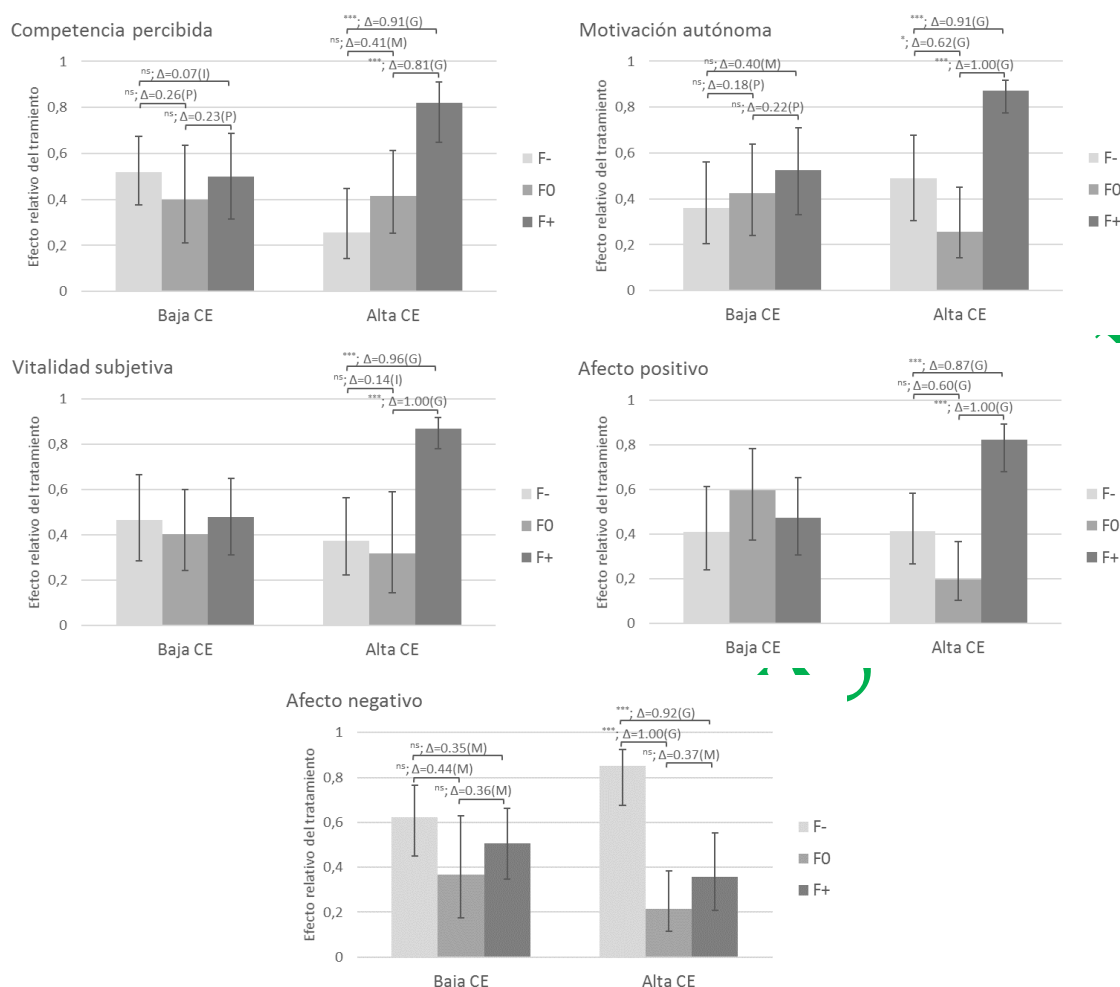 Competencia percibida
***; Δ=0.91(G)
ns; Δ=0.41(M)
***; Δ=0.81(G)
ns; Δ=0.07(I)
ns; Δ=0.26(P)
ns; Δ=0.23(P)
Efecto relativo del tramiento
1
0,8
0,6
0,4
0,2
0
Baja CE
Alta CE
F-
F0
F+
Motivación autónoma
***; Δ=0.91(G)
*; Δ=0.62(G)
***; Δ=1.00(G)
ns; Δ=0.40(M)
ns; Δ=0.18(P)
ns; Δ=0.22(P)
Efecto relativo del tratamiento
1
0,8
0,6
0,4
0,2
0
Baja CE
Alta CE
F-
F0
F+
Vitalidad subjetiva
***; Δ=0.96(G)
ns; Δ=0.14(I)
***; Δ=1.00(G)
Efecto relativo del tratamiento
1
0,8
0,6
0,4
0,2
0
Baja CE
Alta CE
F-
F0
F+
Afecto positivo
***; Δ=0.87(G)
ns; Δ=0.60(G)
***; Δ=1.00(G)
Efecto relativo del tratamiento
1
0,8
0,6
0,4
0,2
0
Baja CE
Alta CE
F-
F0
F+
Afecto negativo
***; Δ=0.92(G)
***; Δ=1.00(G)
ns; Δ=0.37(M)
ns; Δ=0.35(M)
ns; Δ=0.44(M)
ns; Δ=0.36(M)
Efecto relativo del tratamiento
1
0,8
0,6
0,4
0,2
0
Baja CE
Alta CE
F-
F0
F+